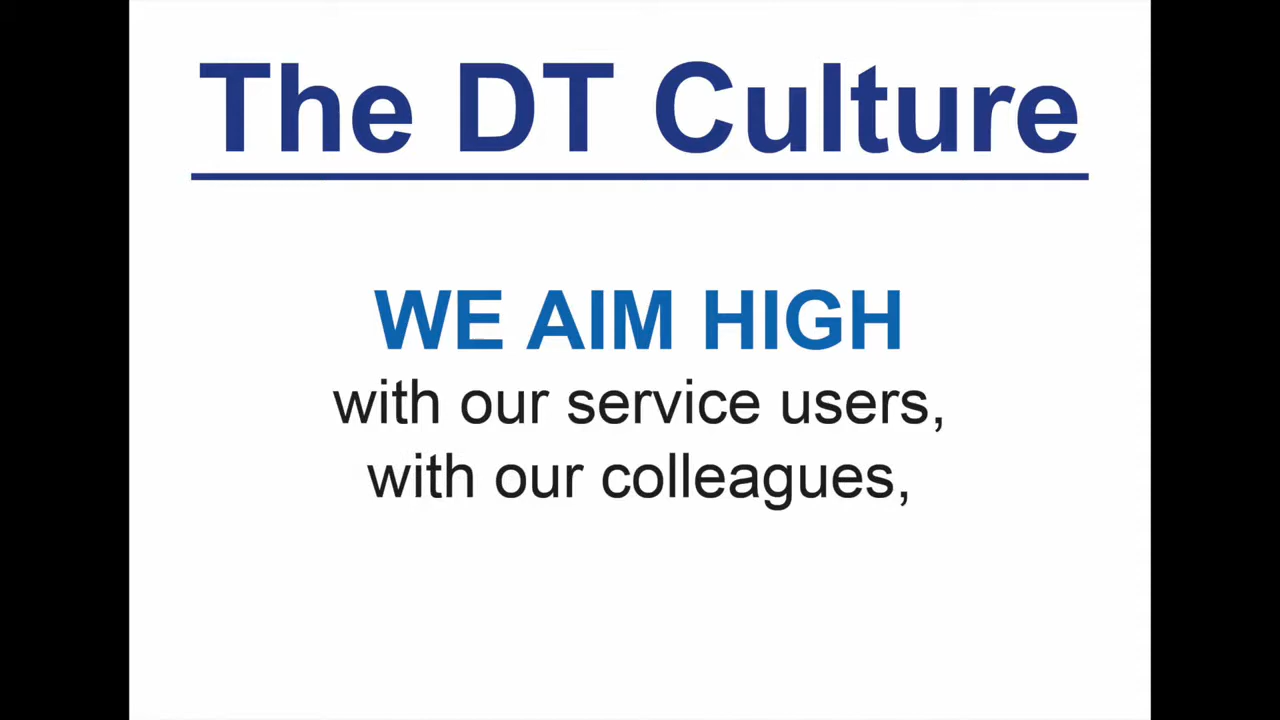 The DT Culture
WE AIM HIGH
with our service users,
with our colleagues,